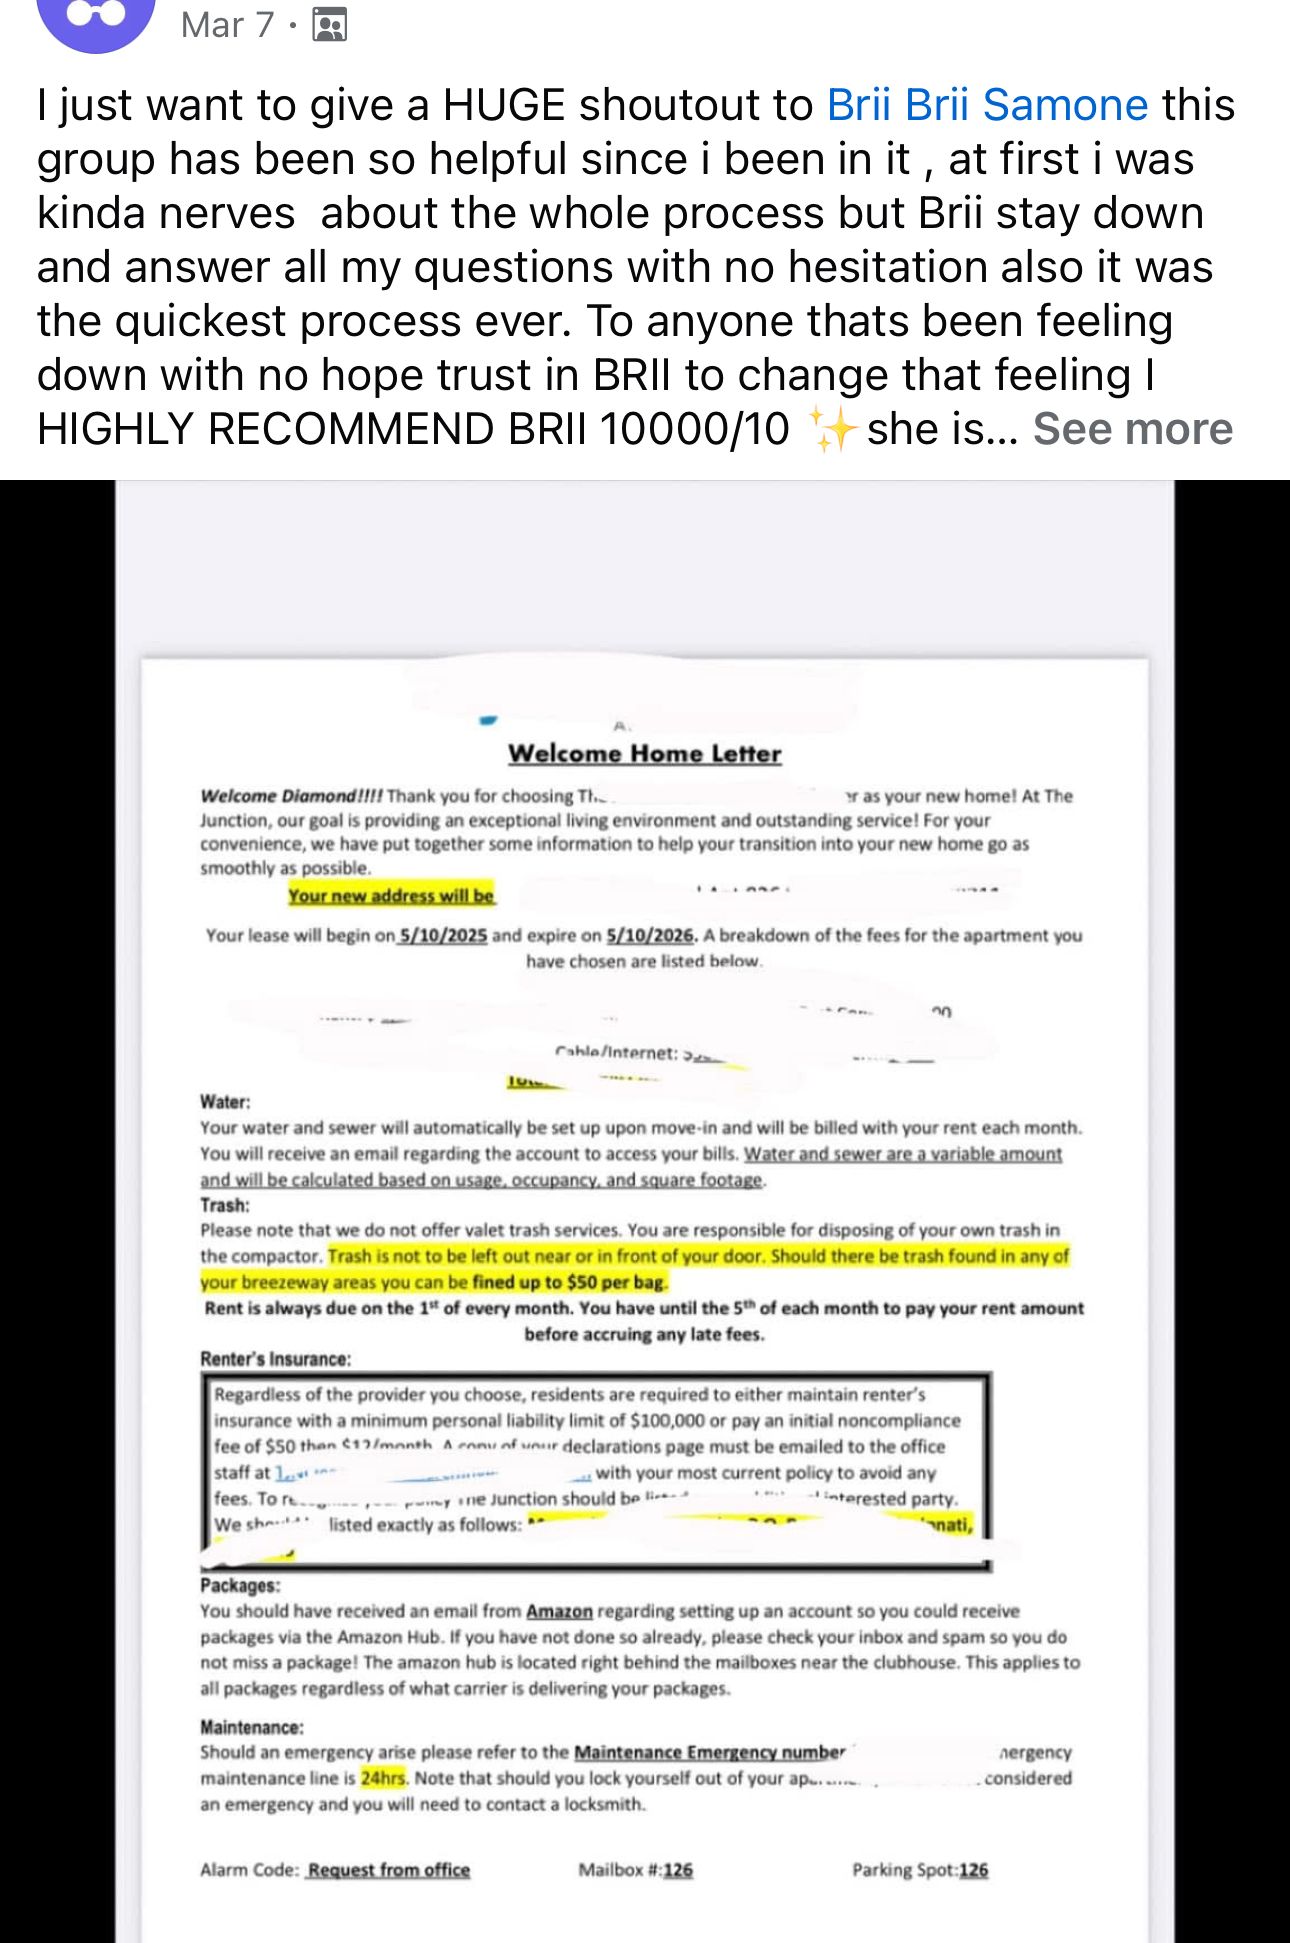 Mar 7 ·
I just want to give a HUGE shoutout to Brii Brii Samone this
group has been so helpful since i been in it , at first i was
kinda nerves  about the whole process but Brii stay down
and answer all my questions with no hesitation also it was
the quickest process ever. To anyone thats been feeling
down with no hope trust in BRII to change that feeling I
HIGHLY RECOMMEND BRII 10000/10 ✨ she is... See more
A.
Welcome Home Letter
Welcome Diamond!!!! Thank you for choosing as your new home! At The
Junction, our goal is providing an exceptional living environment and outstanding service! For your
convenience, we have put together some information to help your transition into your new home go as
smoothly as possible.
Your new address will be
Your lease will begin on 5/10/2025 and expire on 5/10/2026. A breakdown of the fees for the apartment you
have chosen are listed below.
Cable/Internet:
Water:
Your water and sewer will automatically be set up upon move-in and will be billed with your rent each month.
You will receive an email regarding the account to access your bills. Water and sewer are a variable amount
and will be calculated based on usage, occupancy, and square footage.
Trash:
Please note that we do not offer valet trash services. You are responsible for disposing of your own trash in
the compactor. Trash is not to be left out near or in front of your door. Should there be trash found in any of
your breezeway areas you can be fined up to $50 per bag.
Rent is always due on the 1st of every month. You have until the 5th of each month to pay your rent amount
before accruing any late fees.
Renter's Insurance:
Regardless of the provider you choose, residents are required to either maintain renter's
insurance with a minimum personal liability limit of $100,000 or pay an initial noncompliance
fee of $50 then $12/month. A copy of your declarations page must be emailed to the office
staff at with your most current policy to avoid any
fees. To The Junction should be interested party.
We listed exactly as follows:
Packages:
You should have received an email from Amazon regarding setting up an account so you could receive
packages via the Amazon Hub. If you have not done so already, please check your inbox and spam so you do
not miss a package! The amazon hub is located right behind the mailboxes near the clubhouse. This applies to
all packages regardless of what carrier is delivering your packages.
Maintenance:
Should an emergency arise please refer to the Maintenance Emergency number
maintenance line is 24hrs. Note that should you lock yourself out of your considered
an emergency and you will need to contact a locksmith.
Alarm Code: Request from office Mailbox #:126 Parking Spot:126